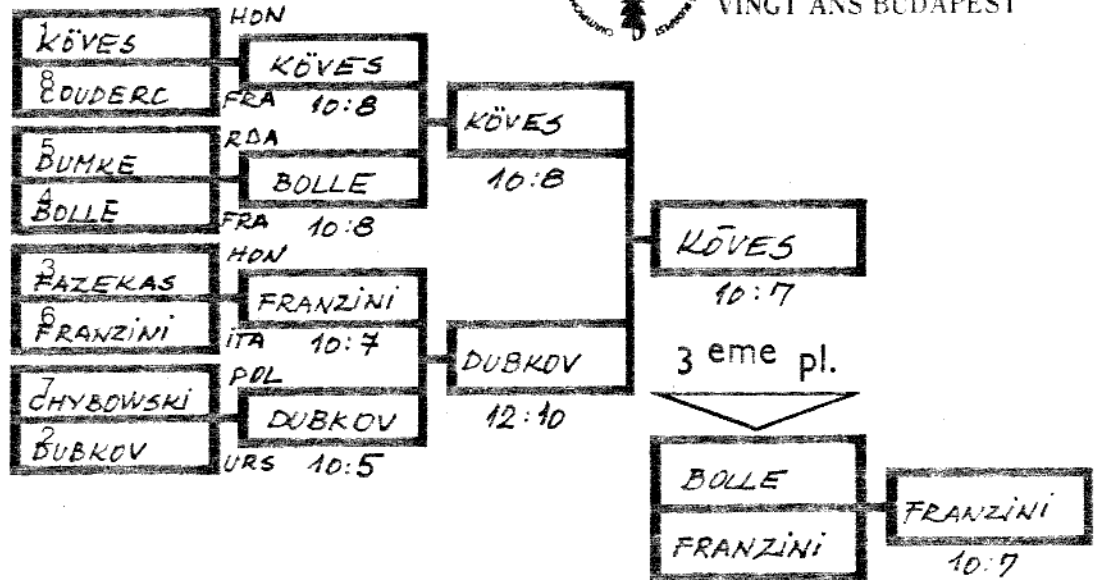 VINGT ANS BUDAPEST
1 KÖVES HON
8 COUDERC FRA
KÖVES
10:8
5 BUMKE RDA
4 BOLLE FRA
BOLLE
10:8
3 FAZEKAS HON
6 FRANZiNi iTA
FRANZiNi
10:7
7 CHYBOWSKi POL
2 DUBKOV URS
DUBKOV
10:5
KÖVES
10:8
DUBKOV
12:10
KÖVES
10:7
3 eme pl.
BOLLE
FRANZiNi
FRANZiNi
10:7